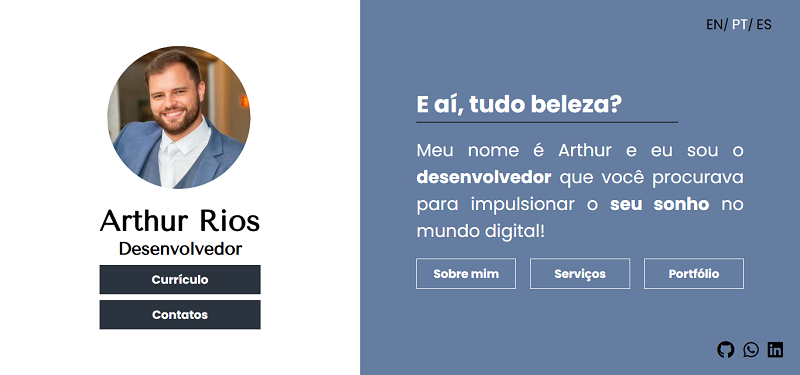 EN/ PT/ ES
Arthur Rios
Desenvolvedor
Currículo
Contatos
E aí, tudo beleza?
Meu nome é Arthur e eu sou o
desenvolvedor que você procurava
para impulsionar o seu sonho no
mundo digital!
Sobre mim
Serviços
Portfólio
in